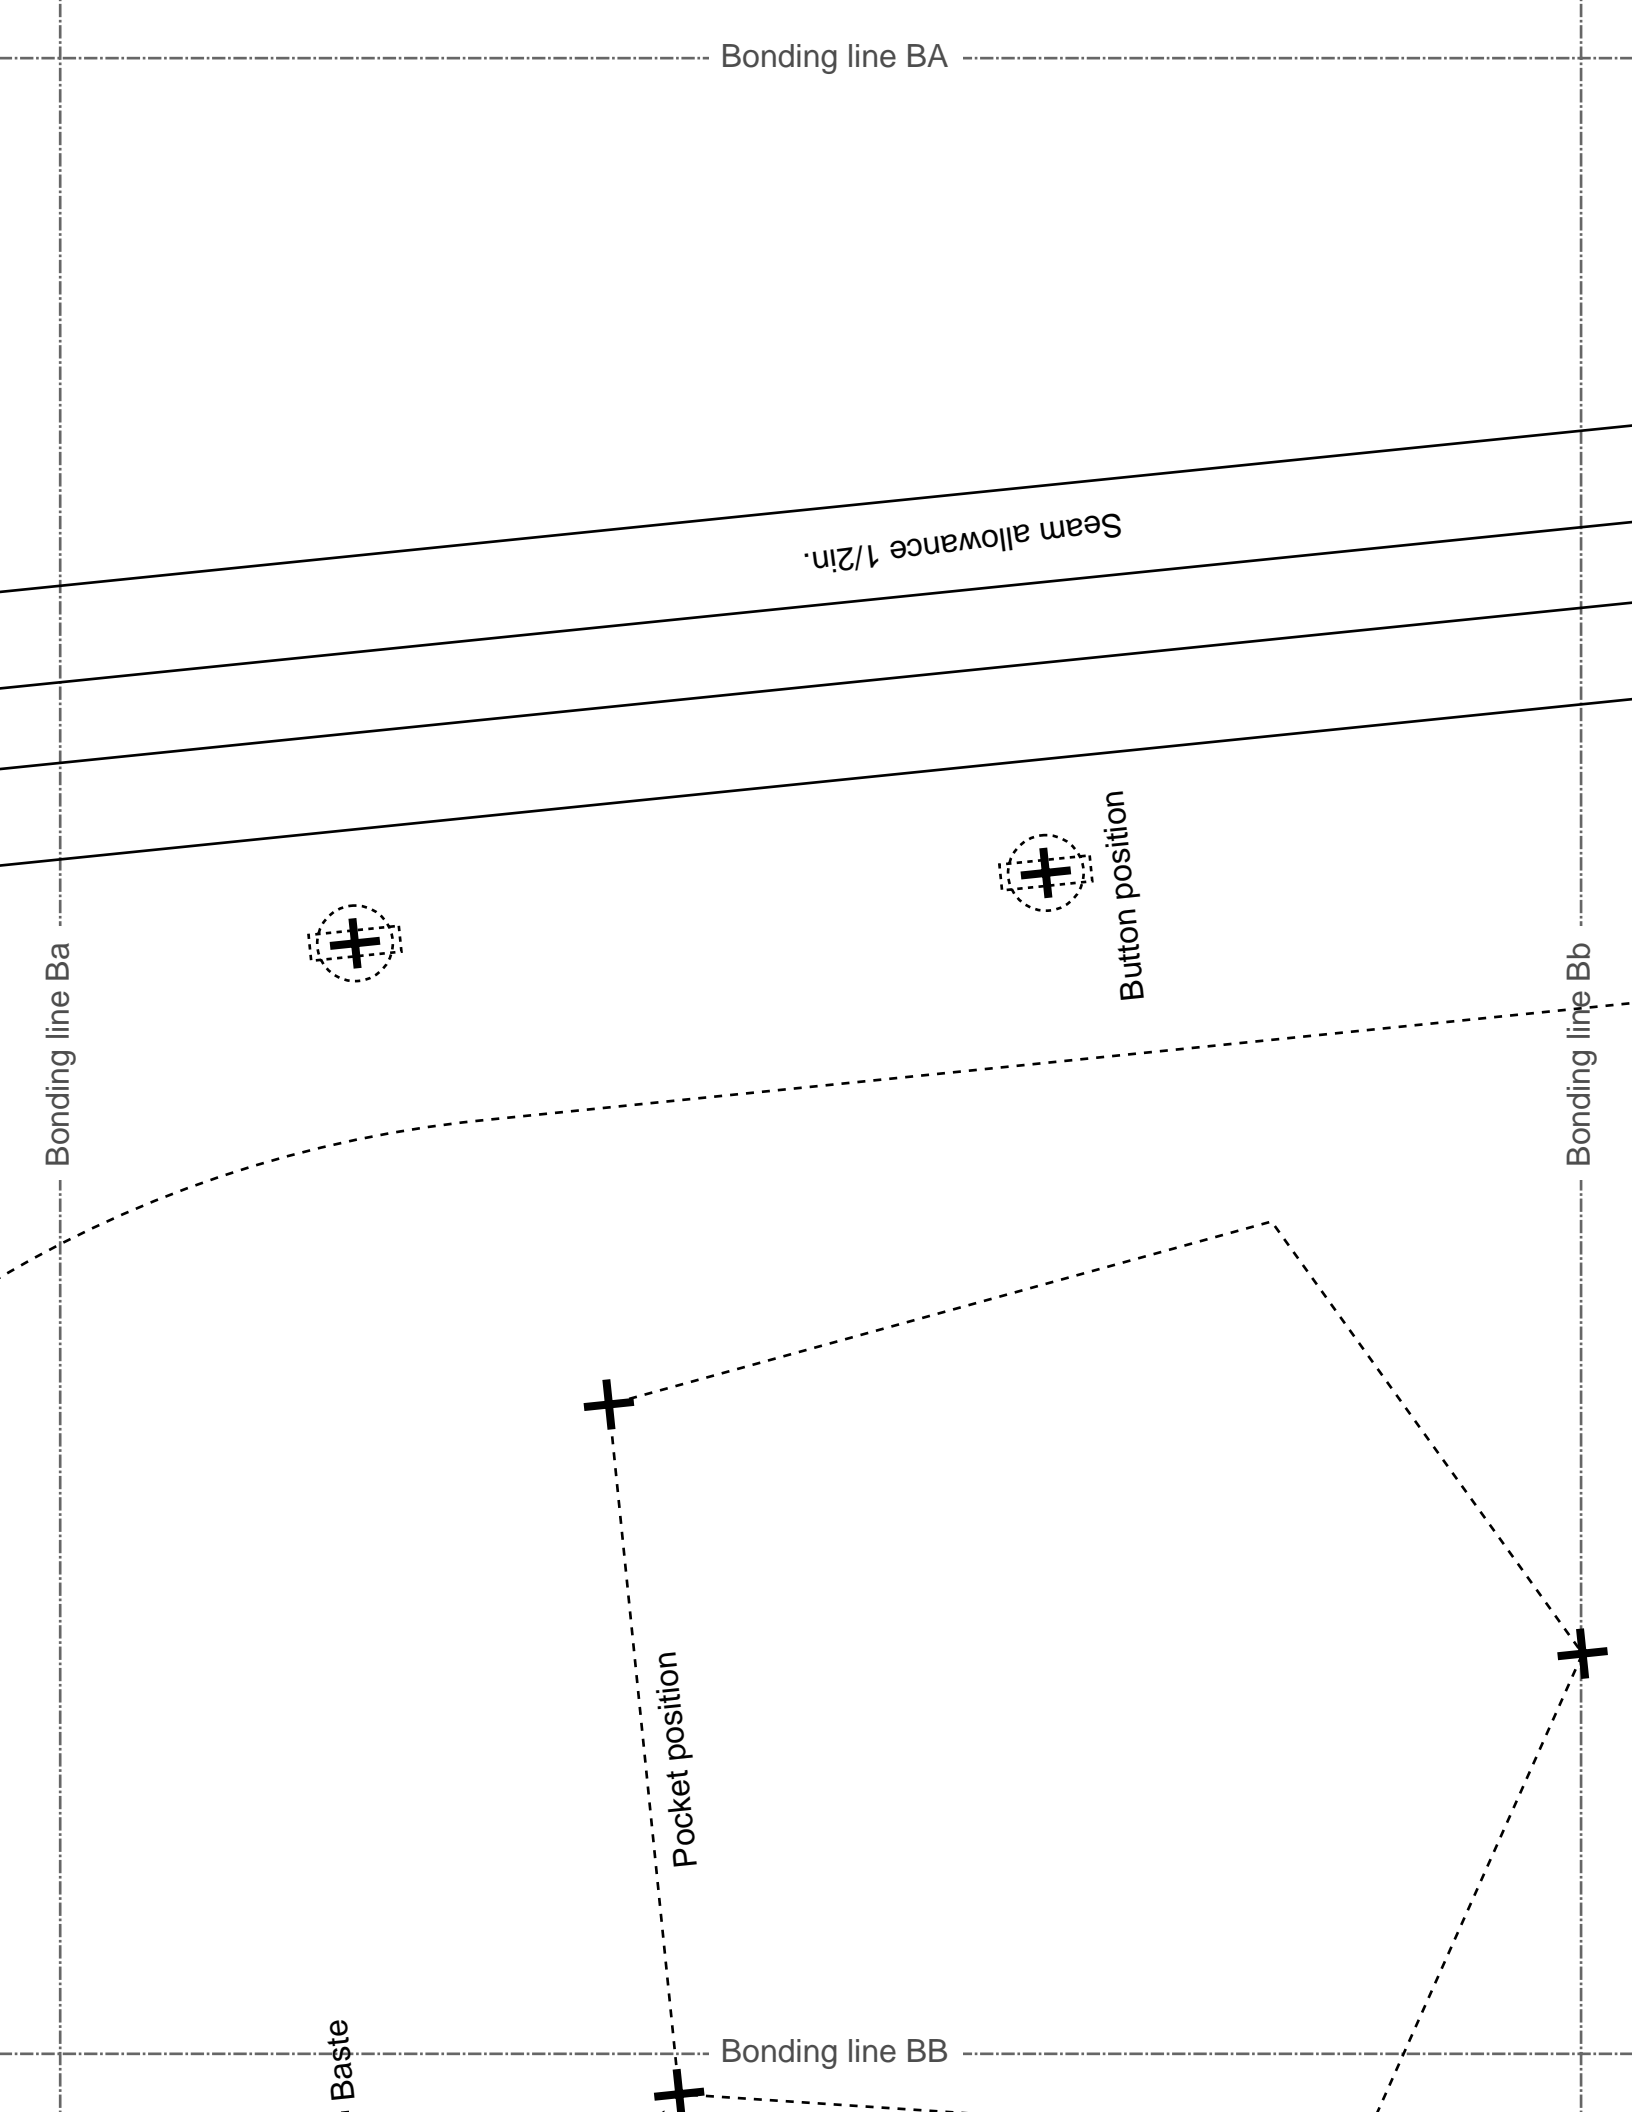 Bonding line BA
Seam allowance 1/2in.
Button position
Bonding line Ba
Bonding line Bb
Pocket position
Baste
Bonding line BB